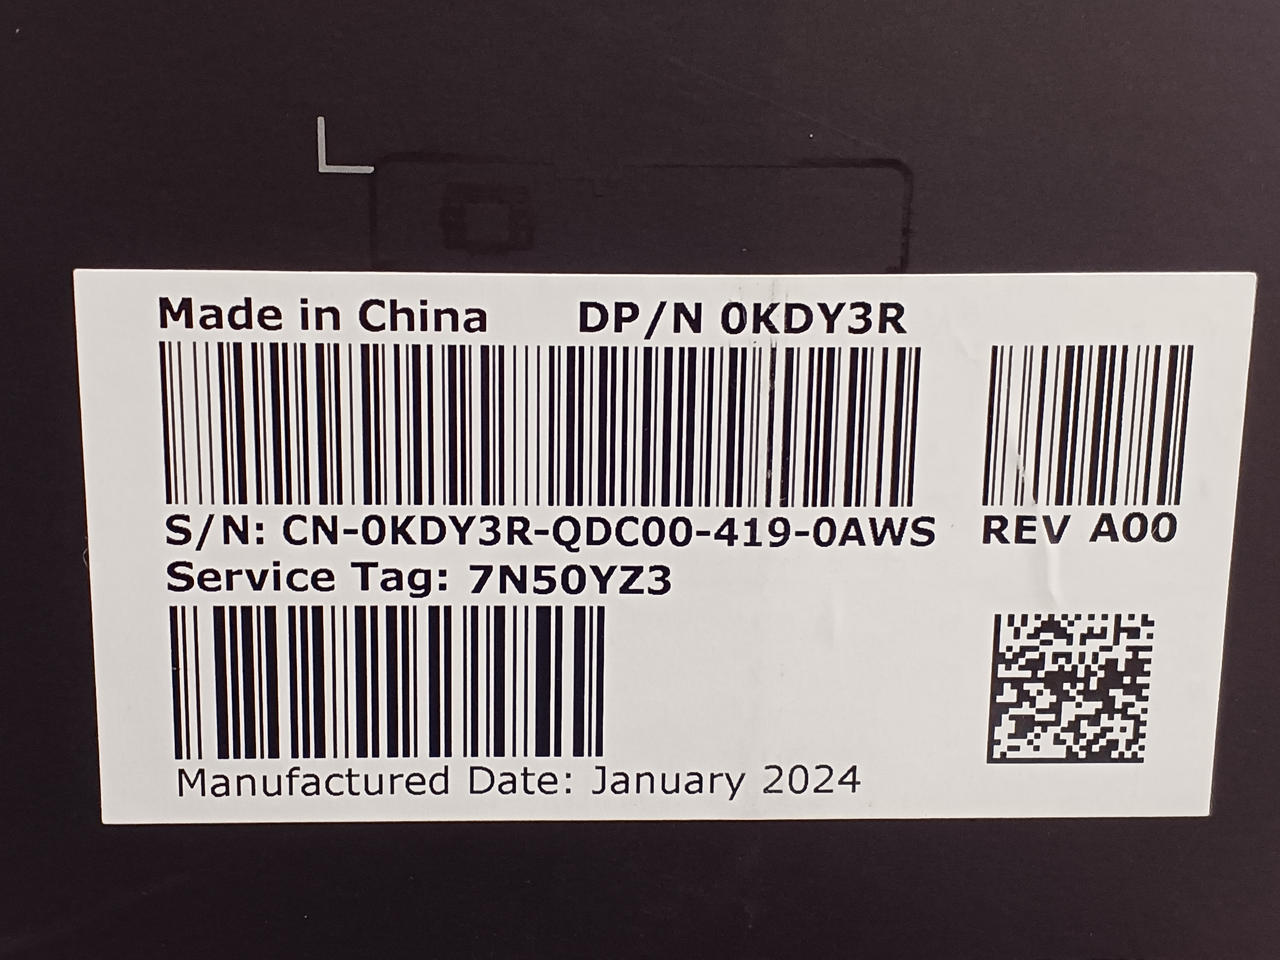 Made in China DP/N 0KDY3R
S/N: CN-0KDY3R-QDC00-419-0AWS REV A00
Service Tag: 7N50YZ3
Manufactured Date: January 2024